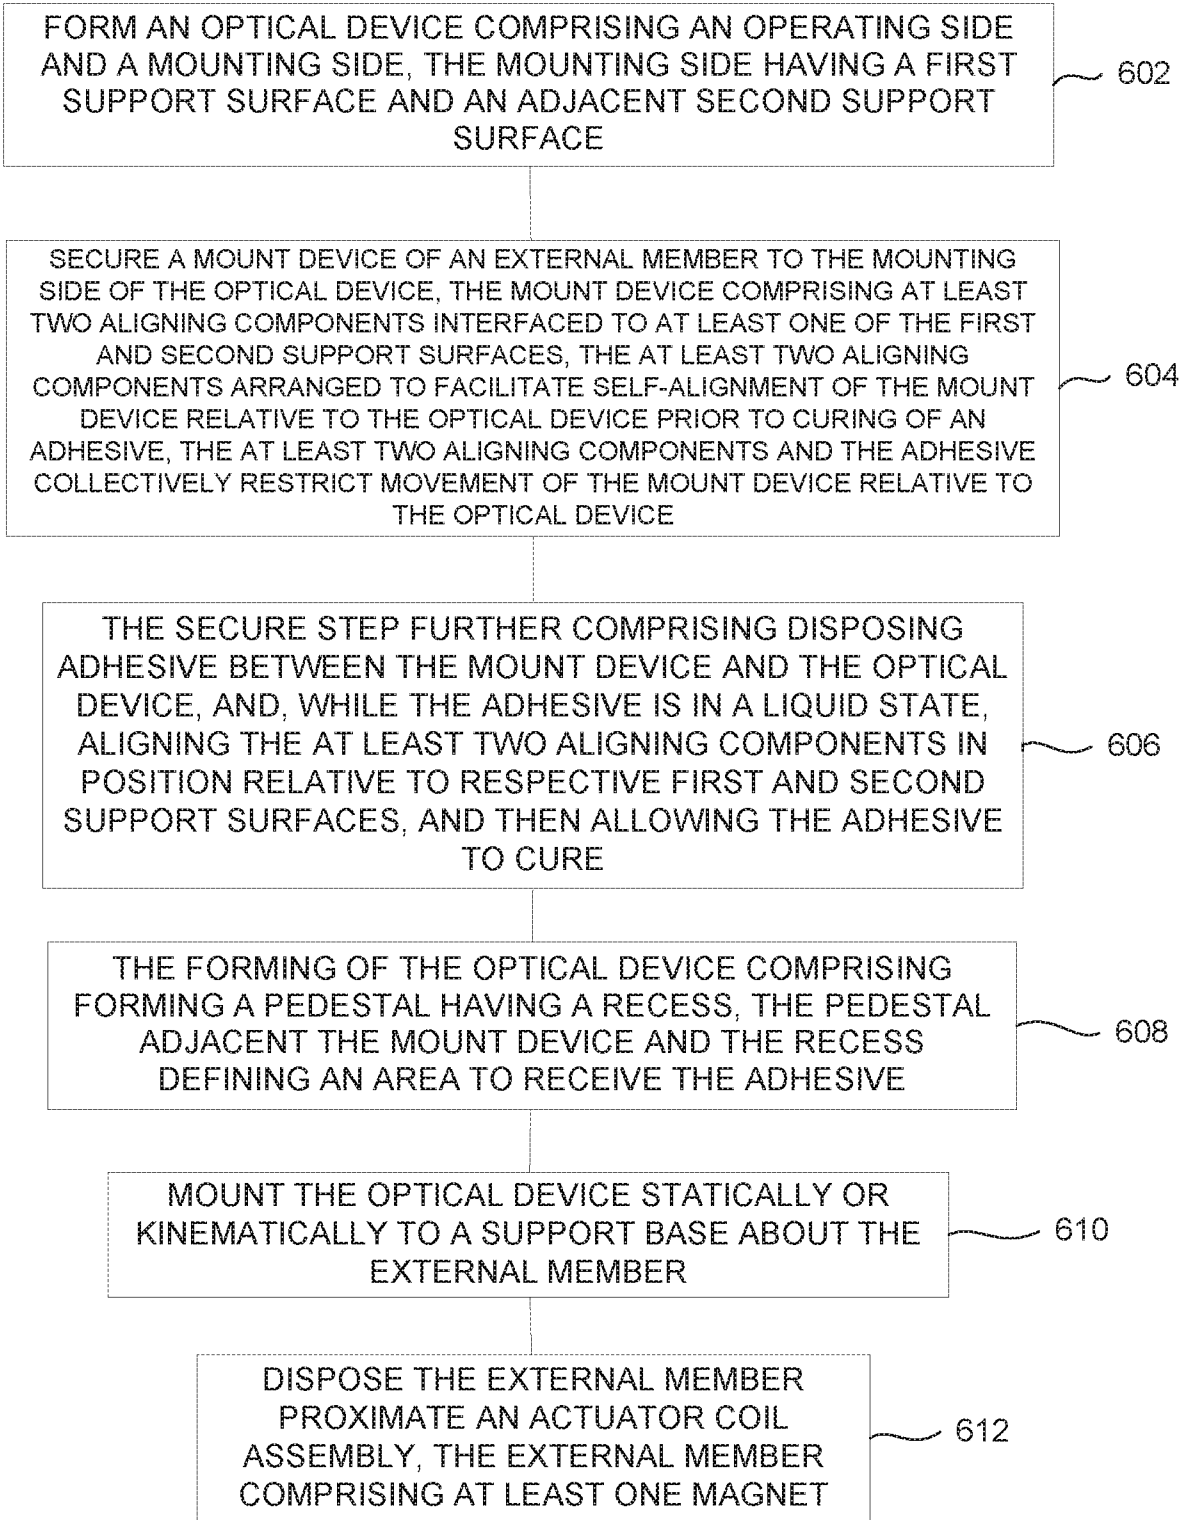 FORM AN OPTICAL DEVICE COMPRISING AN OPERATING SIDE
AND A MOUNTING SIDE, THE MOUNTING SIDE HAVING A FIRST
SUPPORT SURFACE AND AN ADJACENT SECOND SUPPORT
SURFACE
602
SECURE A MOUNT DEVICE OF AN EXTERNAL MEMBER TO THE MOUNTING
SIDE OF THE OPTICAL DEVICE, THE MOUNT DEVICE COMPRISING AT LEAST
TWO ALIGNING COMPONENTS INTERFACED TO AT LEAST ONE OF THE FIRST
AND SECOND SUPPORT SURFACES, THE AT LEAST TWO ALIGNING
COMPONENTS ARRANGED TO FACILITATE SELF-ALIGNMENT OF THE MOUNT
DEVICE RELATIVE TO THE OPTICAL DEVICE PRIOR TO CURING OF AN
ADHESIVE, THE AT LEAST TWO ALIGNING COMPONENTS AND THE ADHESIVE
COLLECTIVELY RESTRICT MOVEMENT OF THE MOUNT DEVICE RELATIVE TO
THE OPTICAL DEVICE
604
THE SECURE STEP FURTHER COMPRISING DISPOSING
ADHESIVE BETWEEN THE MOUNT DEVICE AND THE OPTICAL
DEVICE, AND, WHILE THE ADHESIVE IS IN A LIQUID STATE,
ALIGNING THE AT LEAST TWO ALIGNING COMPONENTS IN
POSITION RELATIVE TO RESPECTIVE FIRST AND SECOND
SUPPORT SURFACES, AND THEN ALLOWING THE ADHESIVE
TO CURE
606
THE FORMING OF THE OPTICAL DEVICE COMPRISING
FORMING A PEDESTAL HAVING A RECESS, THE PEDESTAL
ADJACENT THE MOUNT DEVICE AND THE RECESS
DEFINING AN AREA TO RECEIVE THE ADHESIVE
608
MOUNT THE OPTICAL DEVICE STATICALLY OR
KINEMATICALLY TO A SUPPORT BASE ABOUT THE
EXTERNAL MEMBER
610
DISPOSE THE EXTERNAL MEMBER
PROXIMATE AN ACTUATOR COIL
ASSEMBLY, THE EXTERNAL MEMBER
COMPRISING AT LEAST ONE MAGNET
612